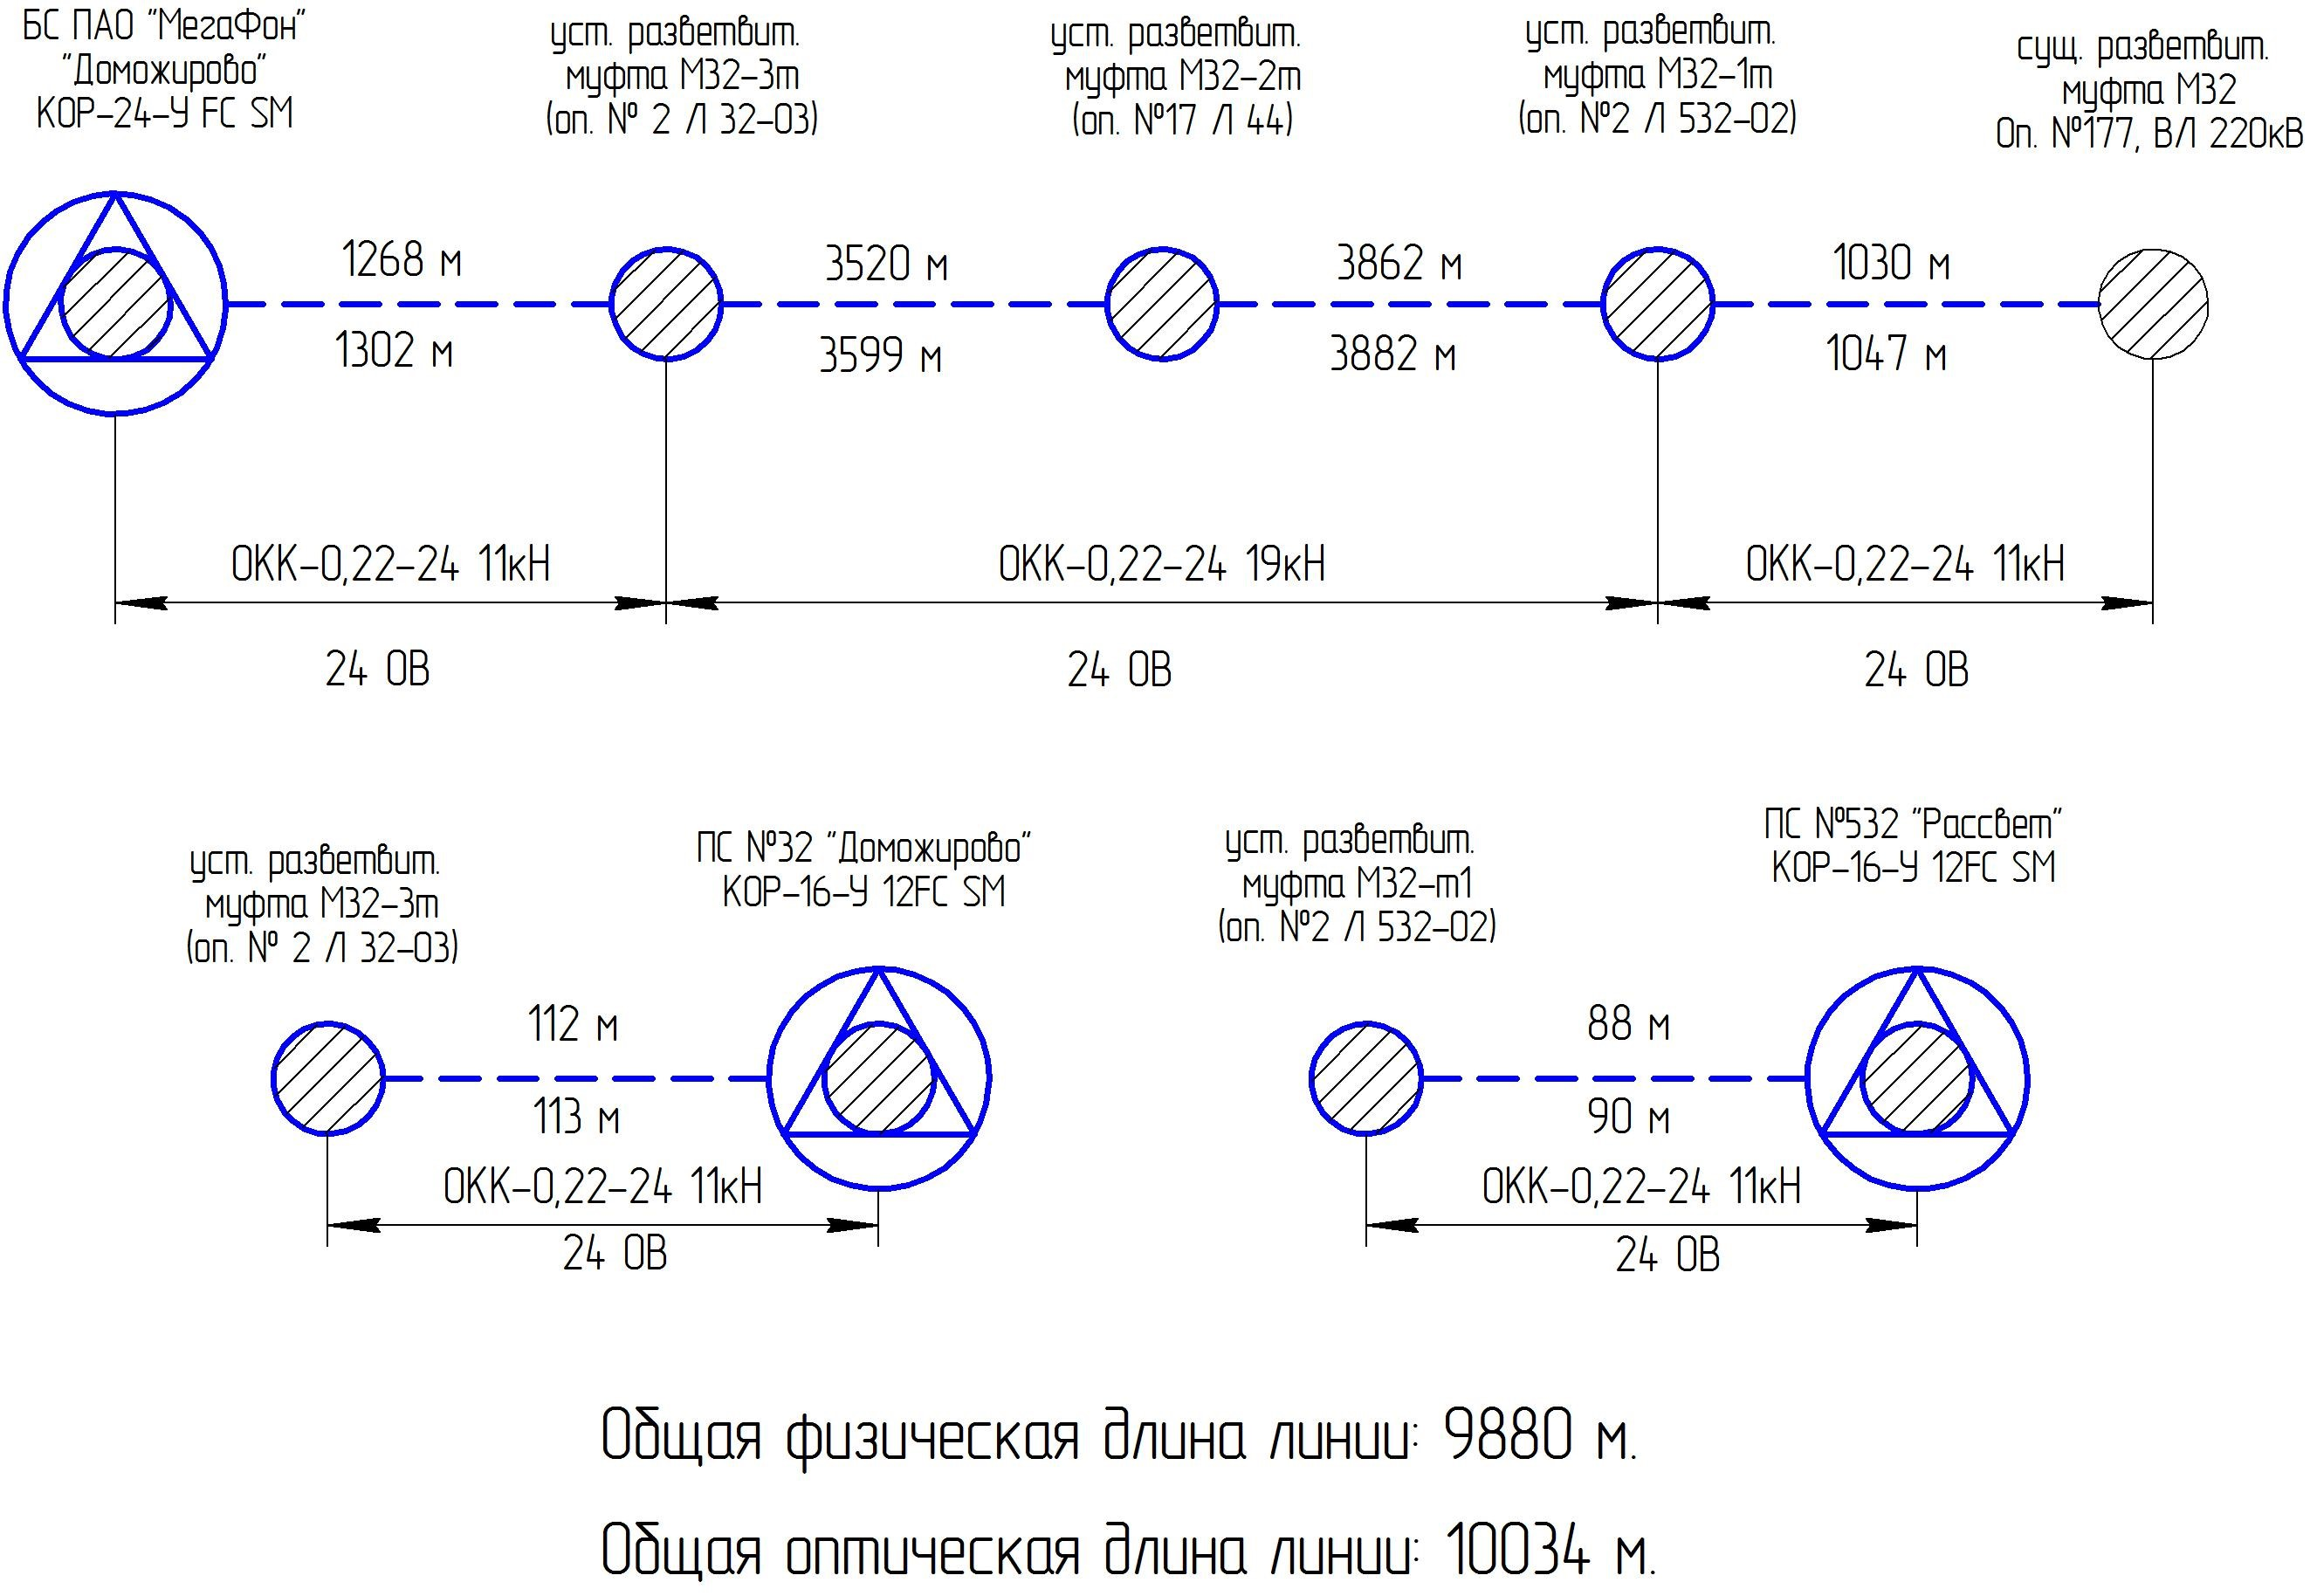 БС ПАО "МегаФон"
"Доможирово"
КОР-24-У FC SM
уст. разветвит.
муфта М32-3т
(оп. № 2 Л 32-03)
уст. разветвит.
муфта М32-2т
(оп. №17 Л 44)
уст. разветвит.
муфта М32-1т
(оп. №2 Л 532-02)
сущ. разветвит.
муфта М32
Оп. №177, ВЛ 220кВ
1268 м
3520 м
3862 м
1030 м
1302 м
3599 м
3882 м
1047 м
ОКК-0,22-24 11кН
ОКК-0,22-24 19кН
ОКК-0,22-24 11кН
24 ОВ
24 ОВ
24 ОВ
уст. разветвит.
муфта М32-3т
(оп. № 2 Л 32-03)
ПС №32 "Доможирово"
КОР-16-У 12FC SM
112 м
113 м
ОКК-0,22-24 11кН
24 ОВ
уст. разветвит.
муфта М32-т1
(оп. №2 Л 532-02)
ПС №532 "Рассвет"
КОР-16-У 12FC SM
88 м
90 м
ОКК-0,22-24 11кН
24 ОВ
Общая физическая длина линии: 9880 м.
Общая оптическая длина линии: 10034 м.